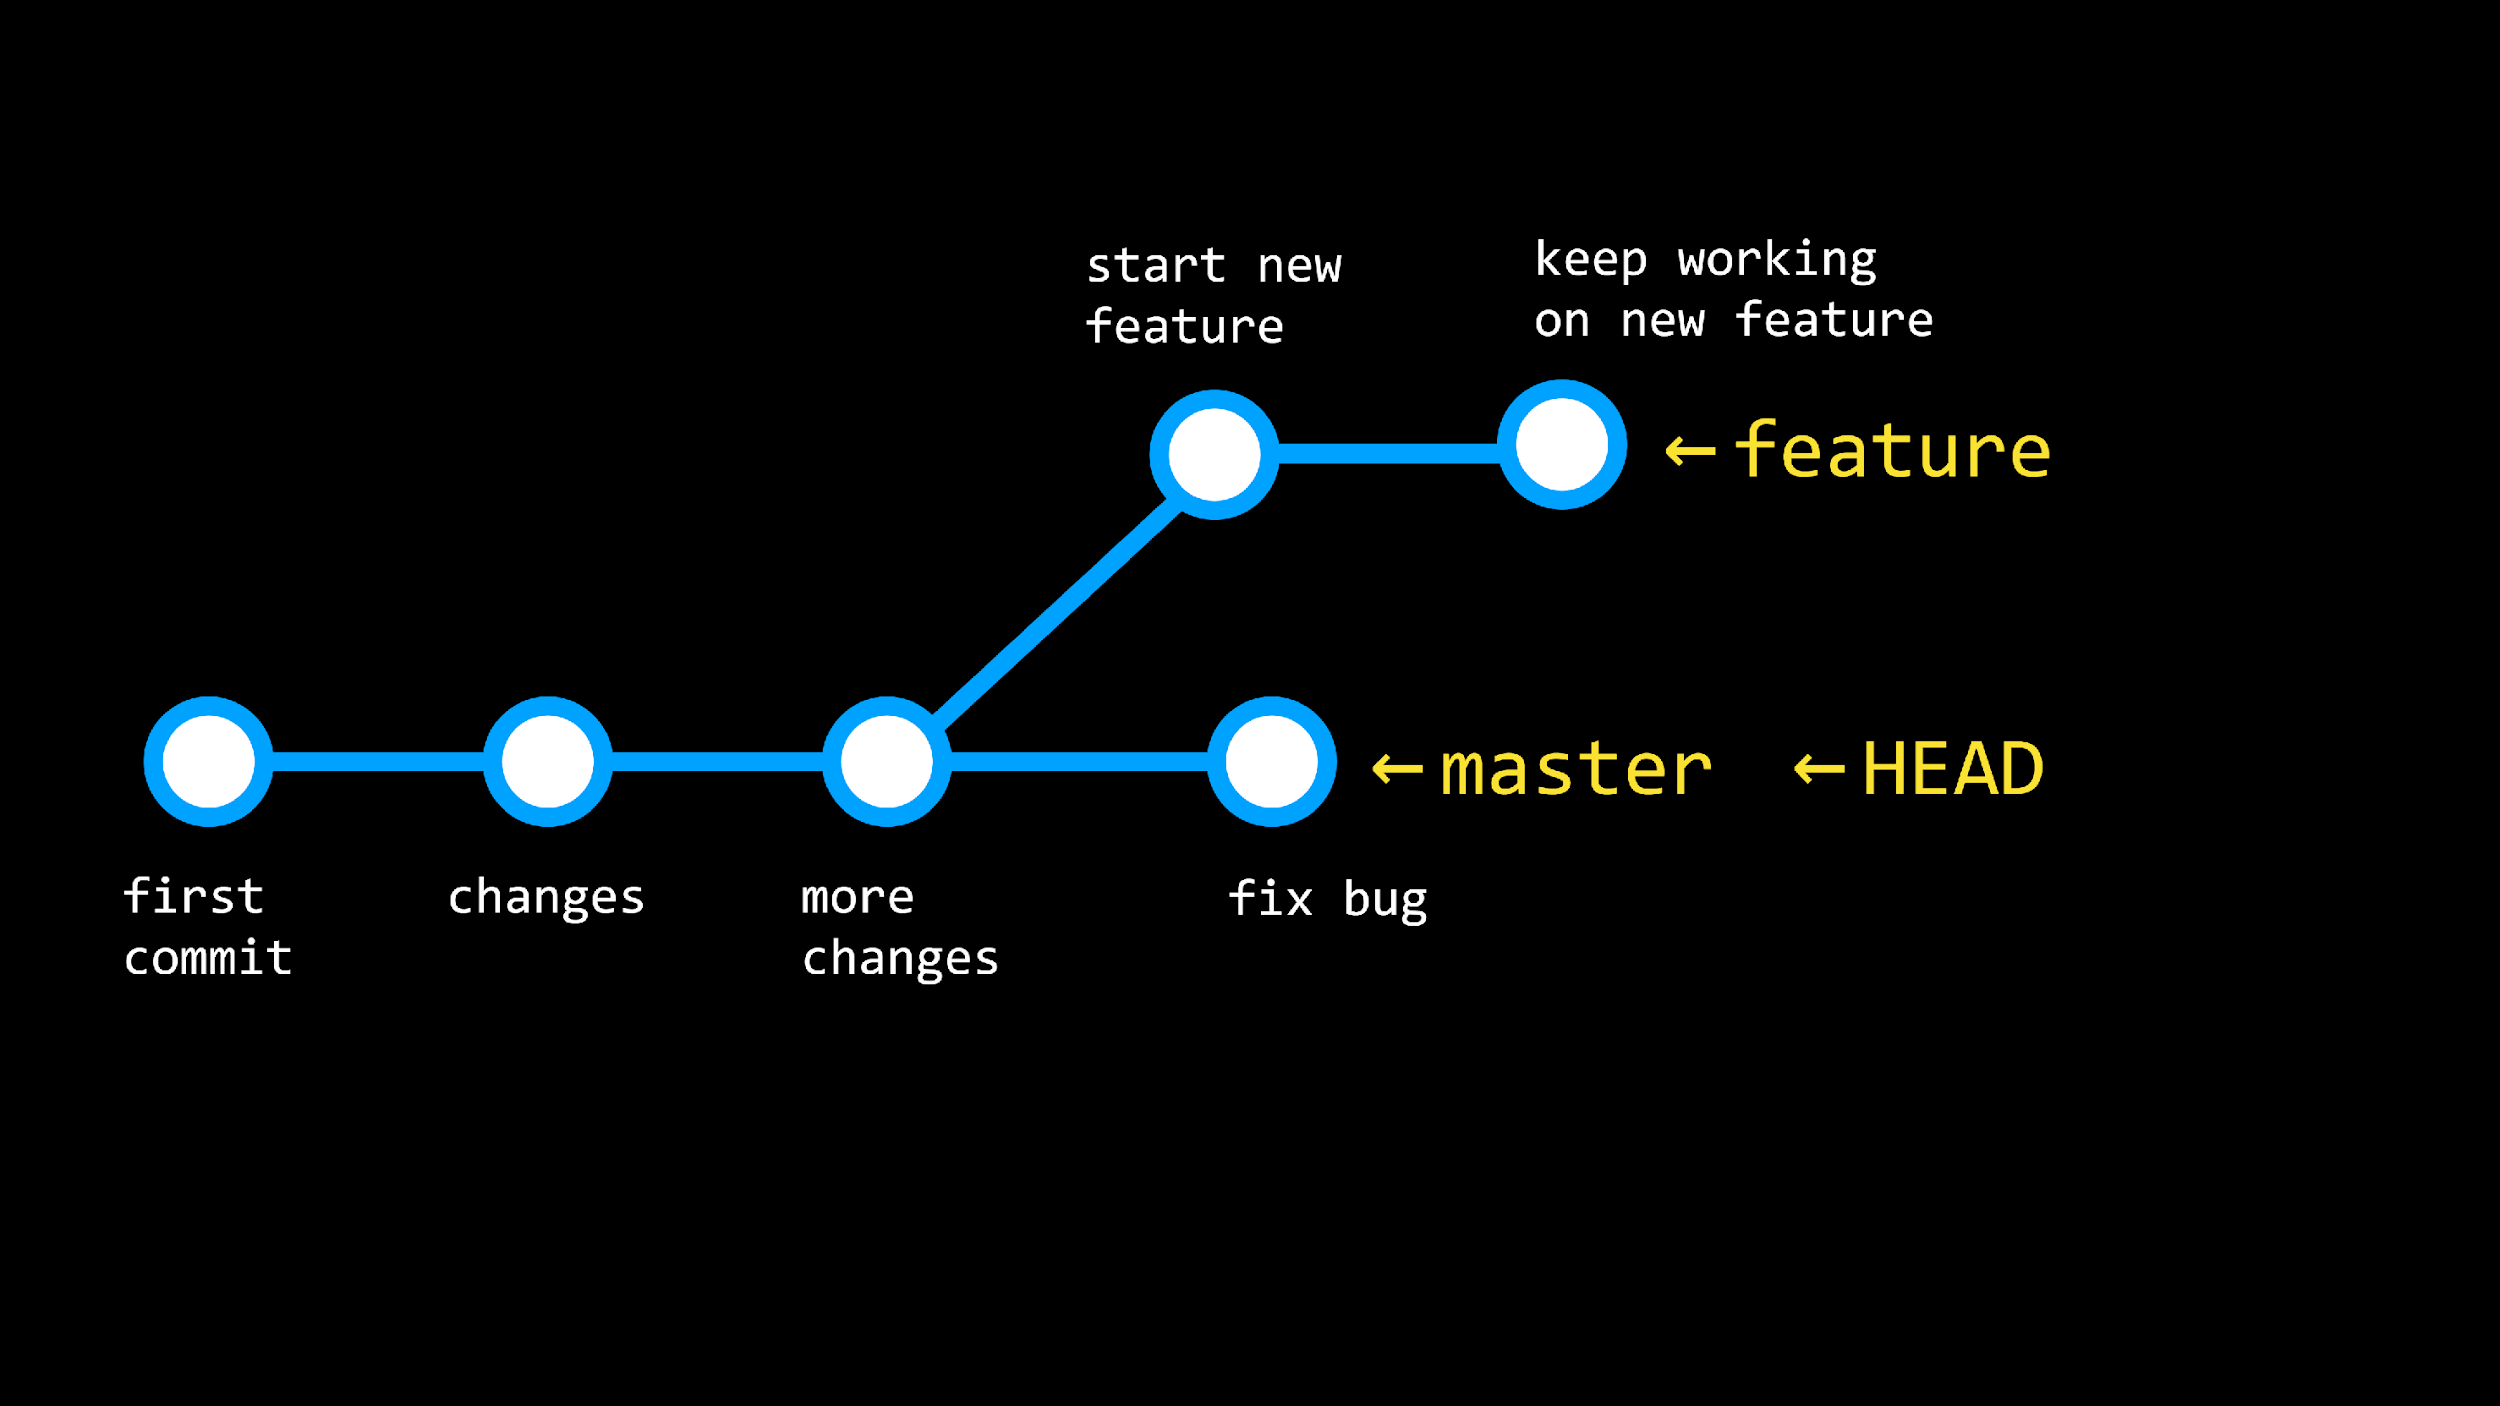 start new
feature
keep working
on new feature
← feature
← master ← HEAD
first
commit
changes
more
changes
fix bug